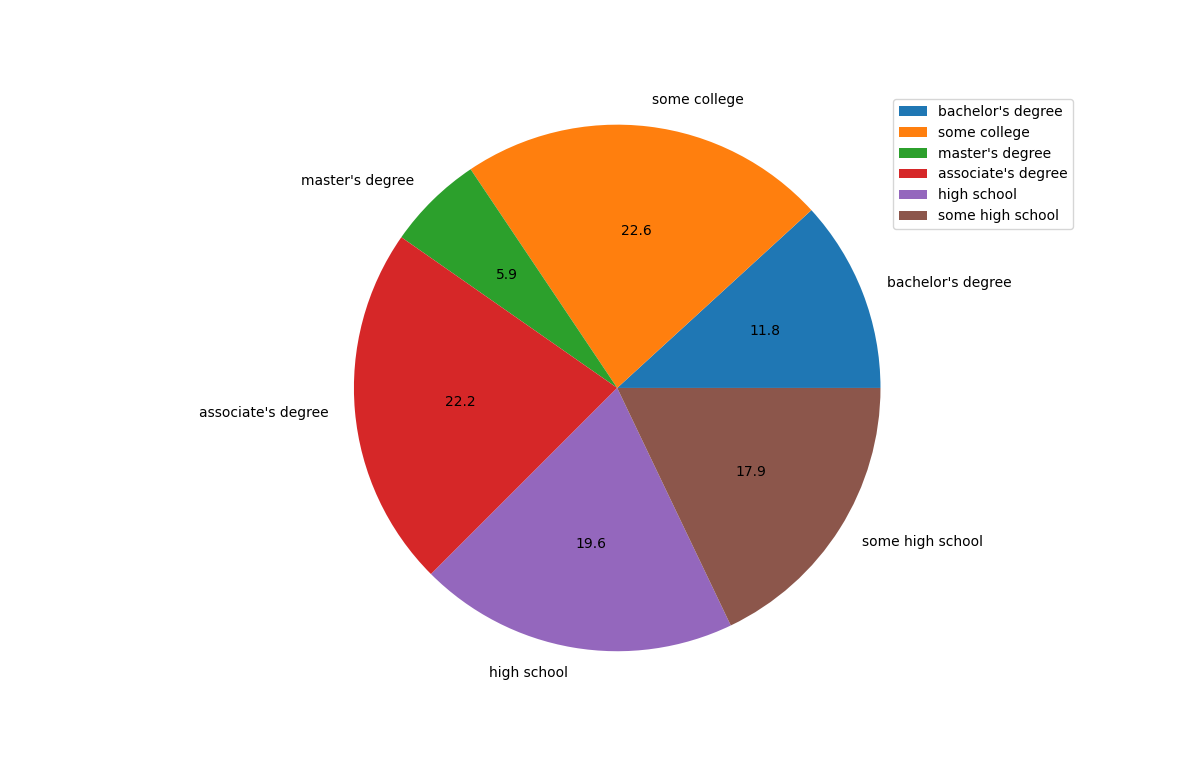 some college
bachelor's degree
some college
master's degree
associate's degree
high school
some high school
master's degree
22.6
5.9
bachelor's degree
11.8
associate's degree
22.2
17.9
19.6
some high school
high school